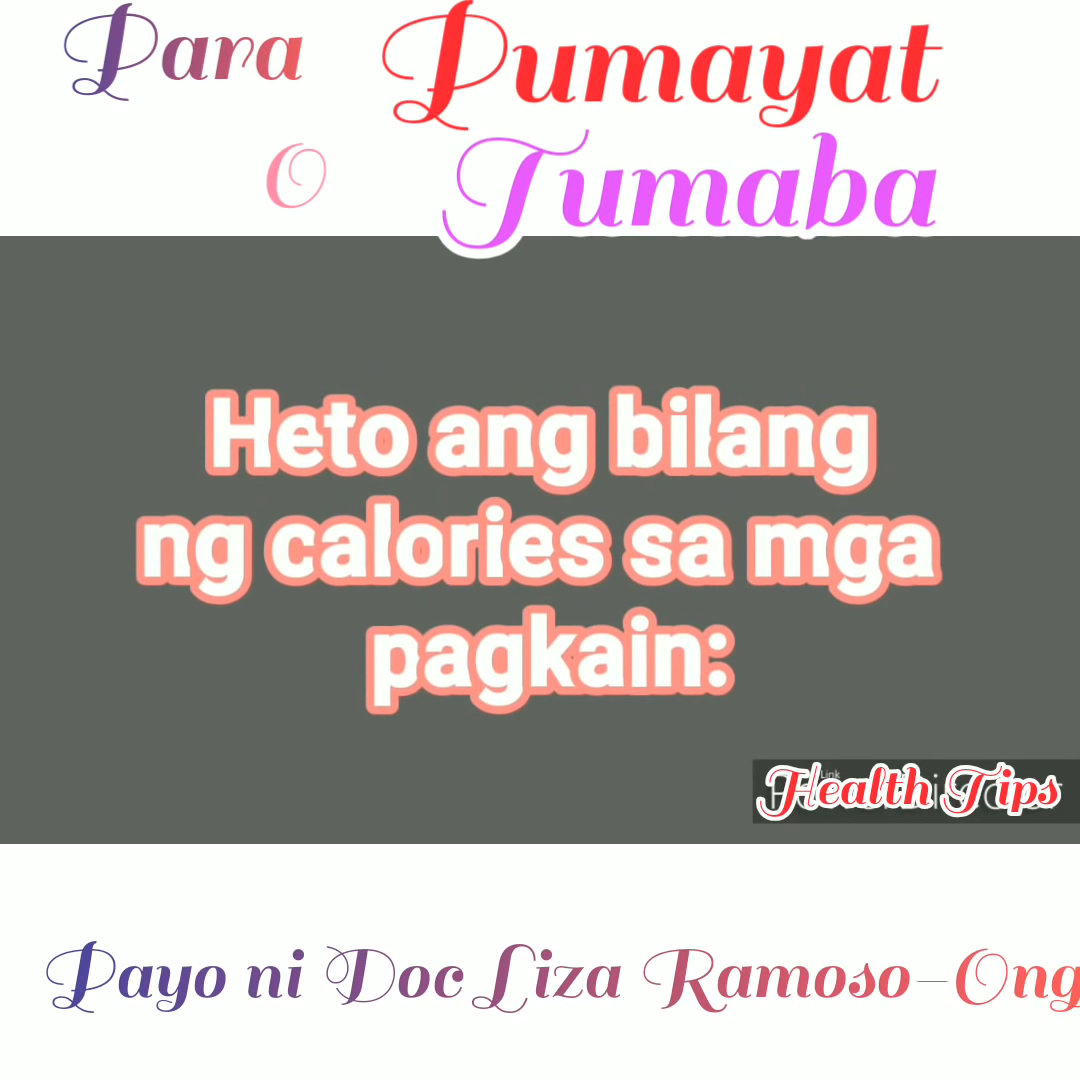 Para Pumayat
O Tumaba
Heto ang bilang
ng calories sa mga
pagkain:
Link
Health Tips
Payo ni Doc Liza Ramoso-Ong